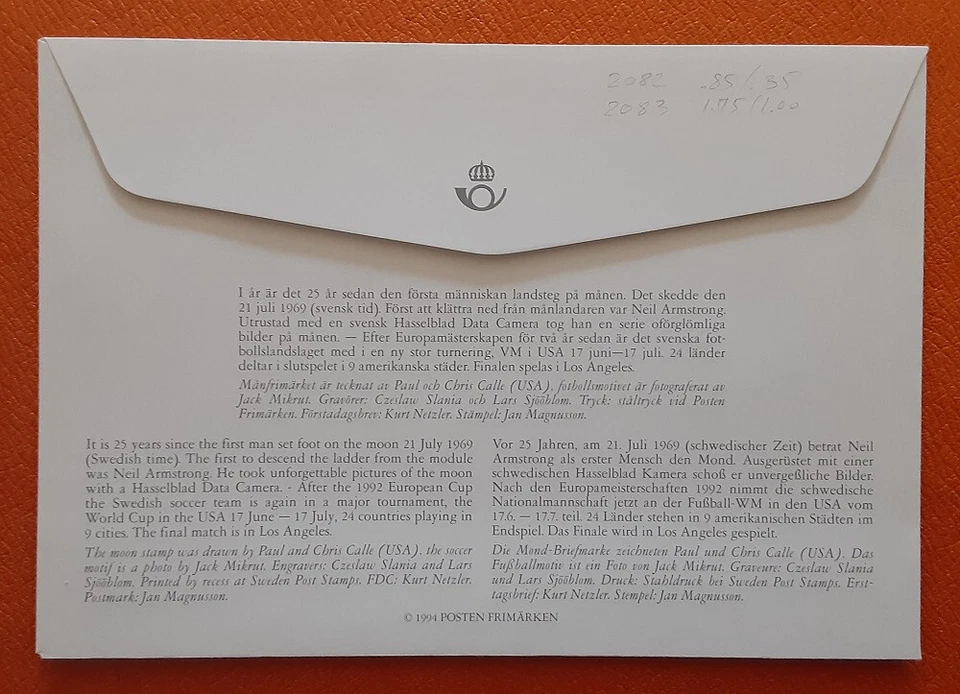 2082 .85/.35
2083 1.75/1.00
I år är det 25 år sedan den första människan landsteg på månen. Det skedde den
21 juli 1969 (svensk tid). Först att klättra ned från månlandaren var Neil Armstrong.
Utrustad med en svensk Hasselblad Data Camera tog han en serie oförglömliga
bilder på månen. — Efter Europamästerskapen för två år sedan är det svenska fot-
bollslandslaget med i en ny stor turnering, VM i USA 17 juni—17 juli. 24 länder
deltar i slutspelet i 9 amerikanska städer. Finalen spelas i Los Angeles.
Månfrimärket är tecknat av Paul och Chris Calle (USA), fotbollsmotivet är fotograferat av
Jack Mikrut. Gravörer: Czeslaw Slania och Lars Sjööblom. Tryck: ståltryck vid Posten
Frimärken. Förstadagsbrev: Kurt Netzler. Stämpel: Jan Magnusson.
It is 25 years since the first man set foot on the moon 21 July 1969
(Swedish time). The first to descend the ladder from the module
was Neil Armstrong. He took unforgettable pictures of the moon
with a Hasselblad Data Camera. - After the 1992 European Cup
the Swedish soccer team is again in a major tournament, the
World Cup in the USA 17 June — 17 July, 24 countries playing in
9 cities. The final match is in Los Angeles.
The moon stamp was drawn by Paul and Chris Calle (USA), the soccer
motif is a photo by Jack Mikrut. Engravers: Czeslaw Slania and Lars
Sjööblom. Printed by recess at Sweden Post Stamps. FDC: Kurt Netzler.
Postmark: Jan Magnusson.
Vor 25 Jahren, am 21. Juli 1969 (schwedischer Zeit) betrat Neil
Armstrong als erster Mensch den Mond. Ausgerüstet mit einer
schwedischen Hasselblad Kamera schoß er unvergeßliche Bilder.
Nach den Europameisterschaften 1992 nimmt die schwedische
Nationalmannschaft jetzt an der Fußball-WM in den USA vom
17.6. — 17.7. teil. 24 Länder stehen in 9 amerikanischen Städten im
Endspiel. Das Finale wird in Los Angeles gespielt.
Die Mond-Briefmarke zeichneten Paul und Chris Calle (USA). Das
Fußballmotiv ist ein Foto von Jack Mikrut. Graveure: Czeslaw Slania
und Lars Sjööblom. Druck: Stahldruck bei Sweden Post Stamps. Erst-
tagsbrief: Kurt Netzler. Stempel: Jan Magnusson.
© 1994 POSTEN FRIMÄRKEN